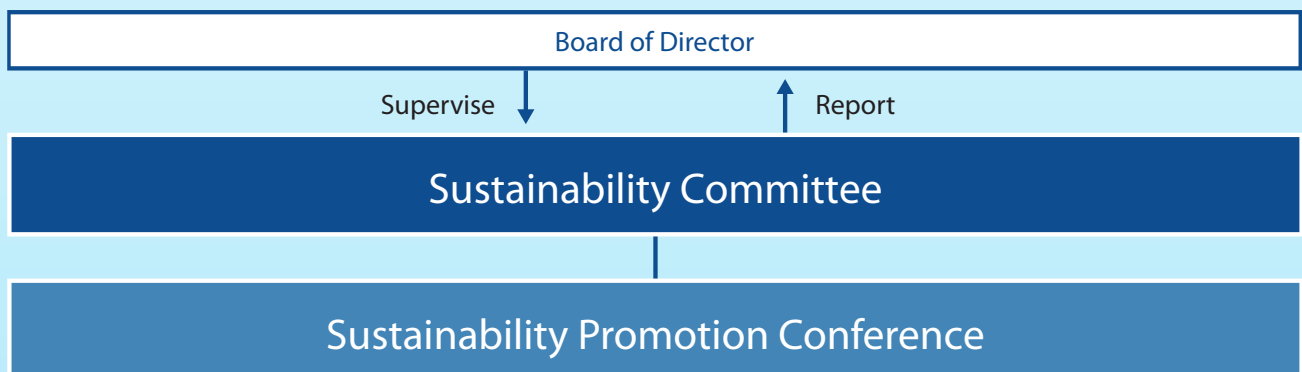 Board of Director
Supervise
Report
Sustainability Committee
Sustainability Promotion Conference